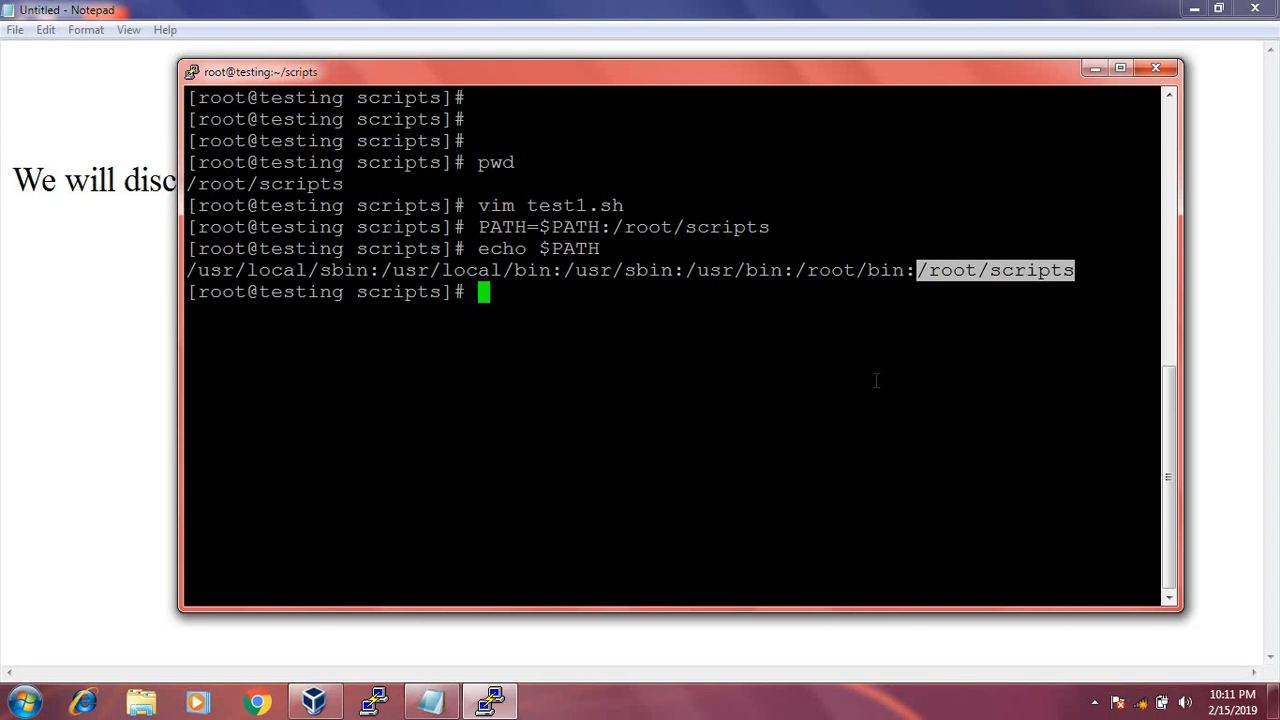 Untitled - Notepad
File Edit Format View Help
We will disc
root@testing:~/scripts
[root@testing scripts]#
[root@testing scripts]#
[root@testing scripts]#
[root@testing scripts]# pwd
/root/scripts
[root@testing scripts]# vim test1.sh
[root@testing scripts]# PATH=$PATH:/root/scripts
[root@testing scripts]# echo $PATH
/usr/local/sbin:/usr/local/bin:/usr/sbin:/usr/bin:/root/bin:/root/scripts
[root@testing scripts]#
10:11 PM
2/15/2019